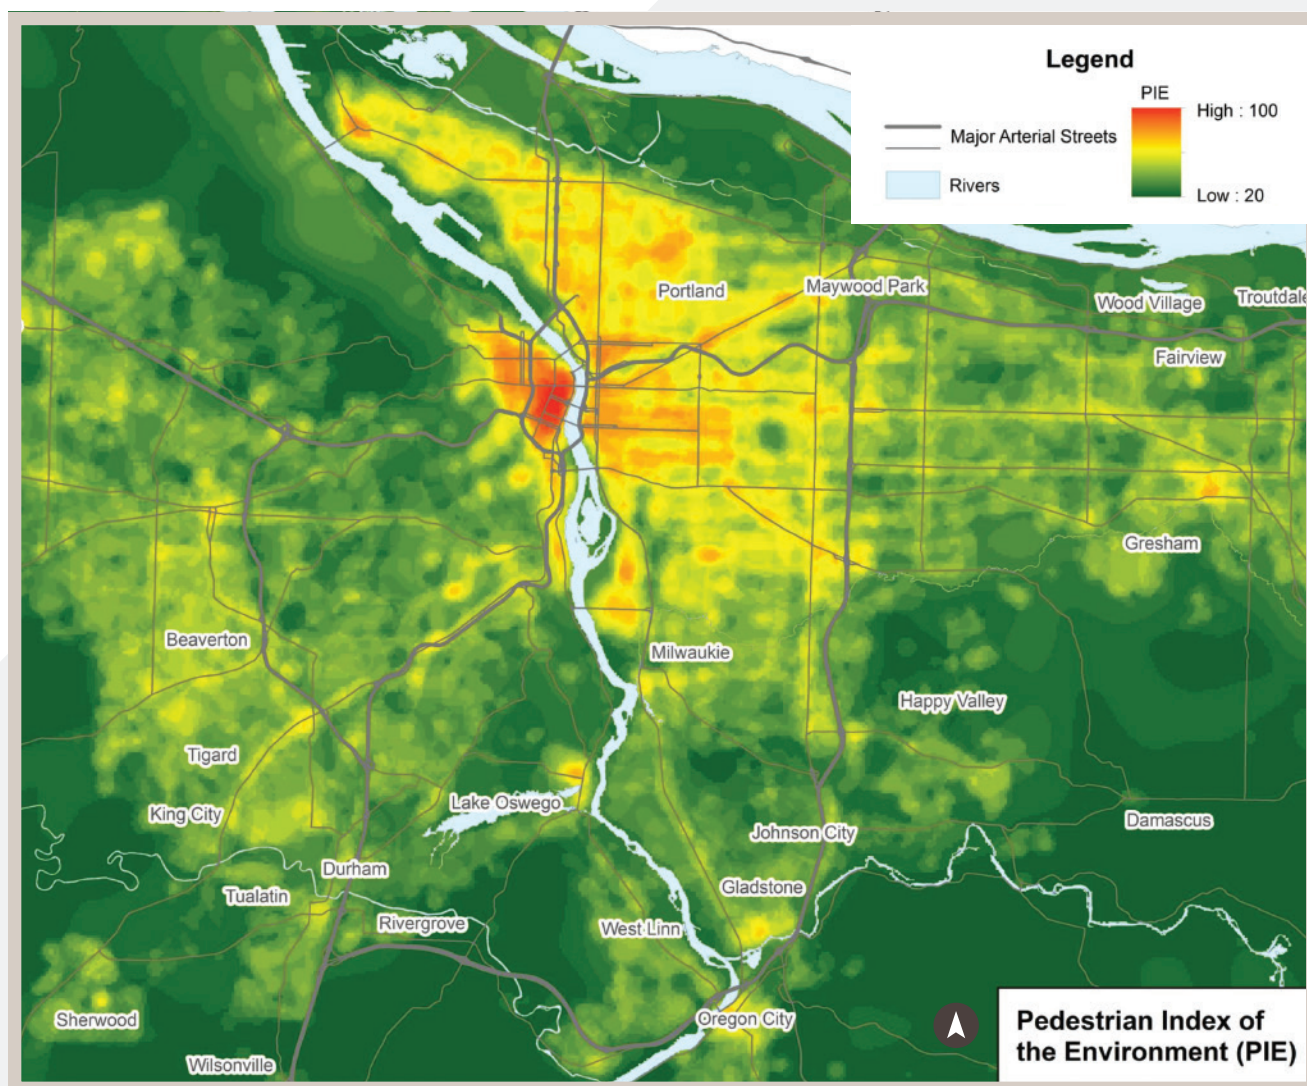 Legend
PIE
High : 100
Major Arterial Streets
Rivers
Low : 20
Portland
Maywood Park
Wood Village
Troutdale
Fairview
Gresham
Beaverton
Milwaukie
Happy Valley
Tigard
King City
Lake Oswego
Johnson City
Damascus
Durham
Tualatin
Gladstone
Rivergrove
West Linn
Sherwood
Oregon City
Wilsonville
Pedestrian Index of
the Environment (PIE)